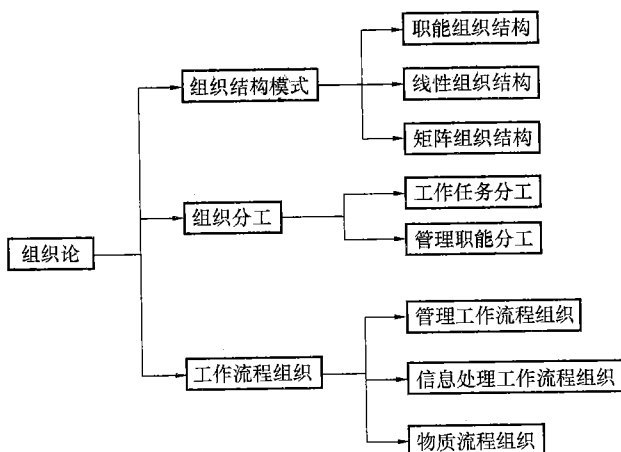 职能组织结构
组织结构模式
线性组织结构
矩阵组织结构
工作任务分工
组织分工
管理职能分工
组织论
管理工作流程组织
工作流程组织
信息处理工作流程组织
物质流程组织